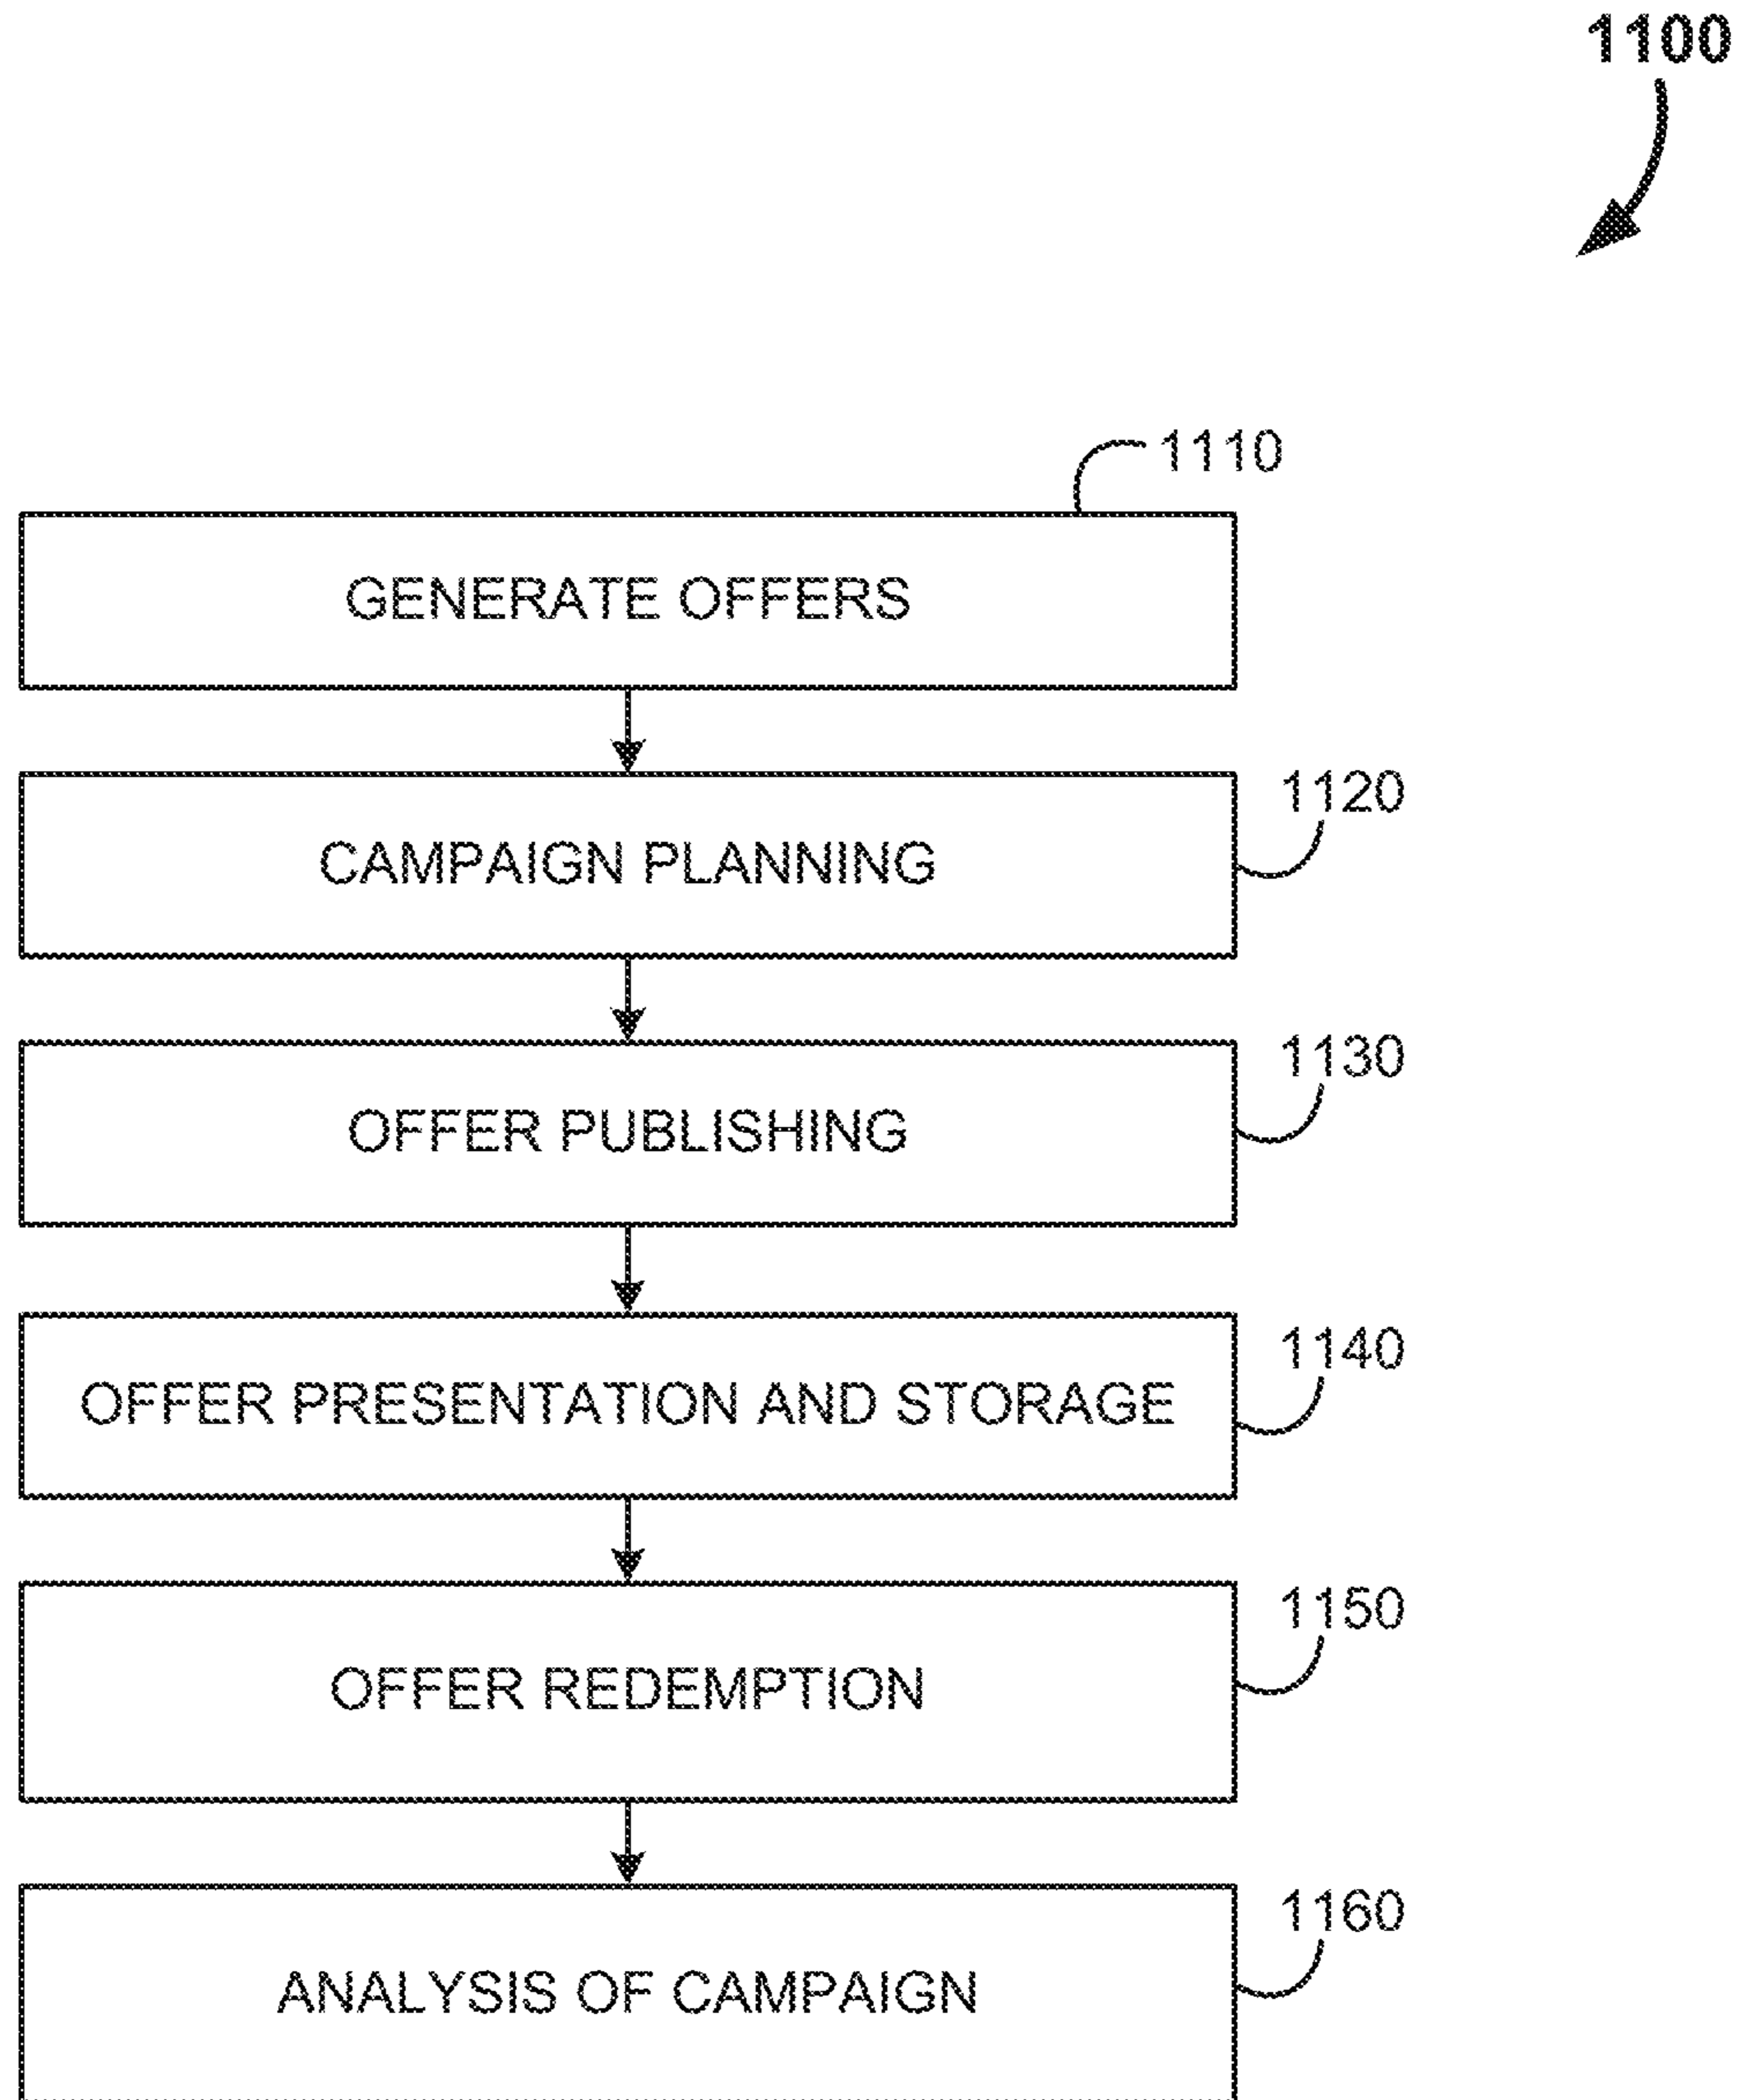 1100
1110
GENERATE OFFERS
1120
CAMPAIGN PLANNING
1130
OFFER PUBLISHING
1140
OFFER PRESENTATION AND STORAGE
1150
OFFER REDEMPTION
1160
ANALYSIS OF CAMPAIGN